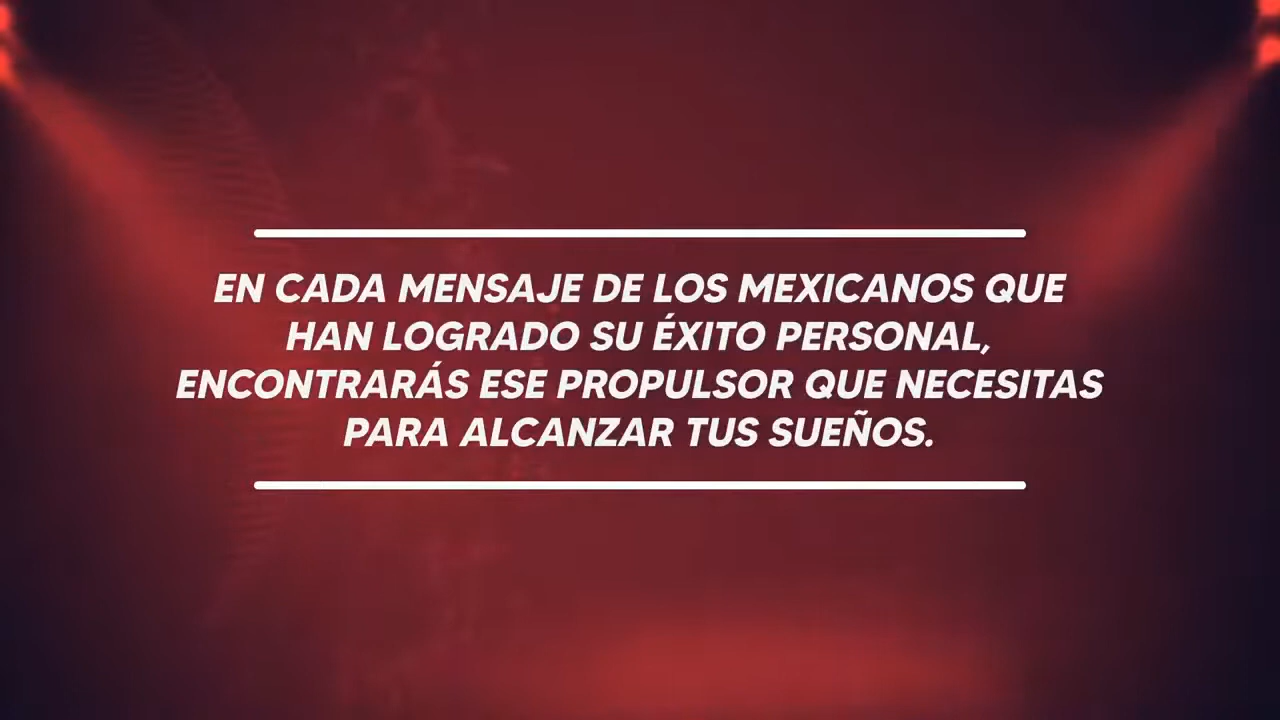 EN CADA MENSAJE DE LOS MEXICANOS QUE
HAN LOGRADO SU ÉXITO PERSONAL,
ENCONTRARÁS ESE PROPULSOR QUE NECESITAS
PARA ALCANZAR TUS SUEÑOS.